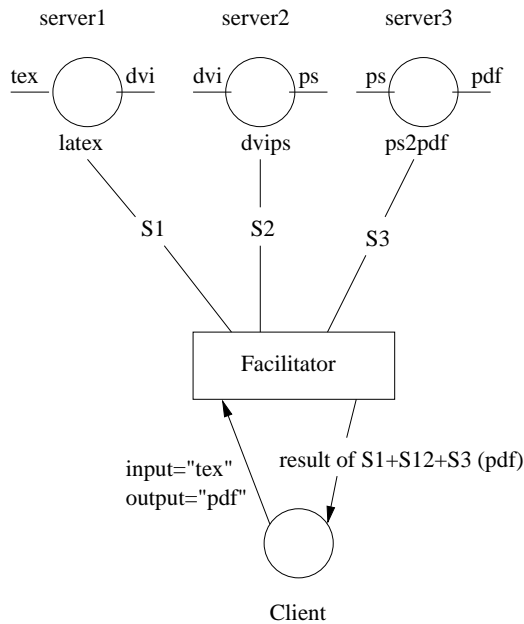 server1 server2 server3
tex dvi dvi ps ps pdf
latex dvips ps2pdf
S1 S2 S3
Facilitator
input="tex"
output="pdf"
result of S1+S12+S3 (pdf)
Client